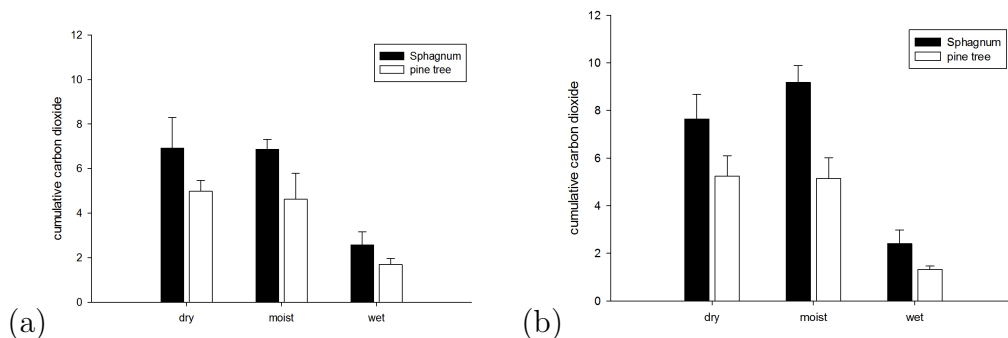 12
10
8
6
4
2
0
cumulative carbon dioxide
Sphagnum
pine tree
dry moist wet
(a)
12
10
8
6
4
2
0
cumulative carbon dioxide
Sphagnum
pine tree
dry moist wet
(b)